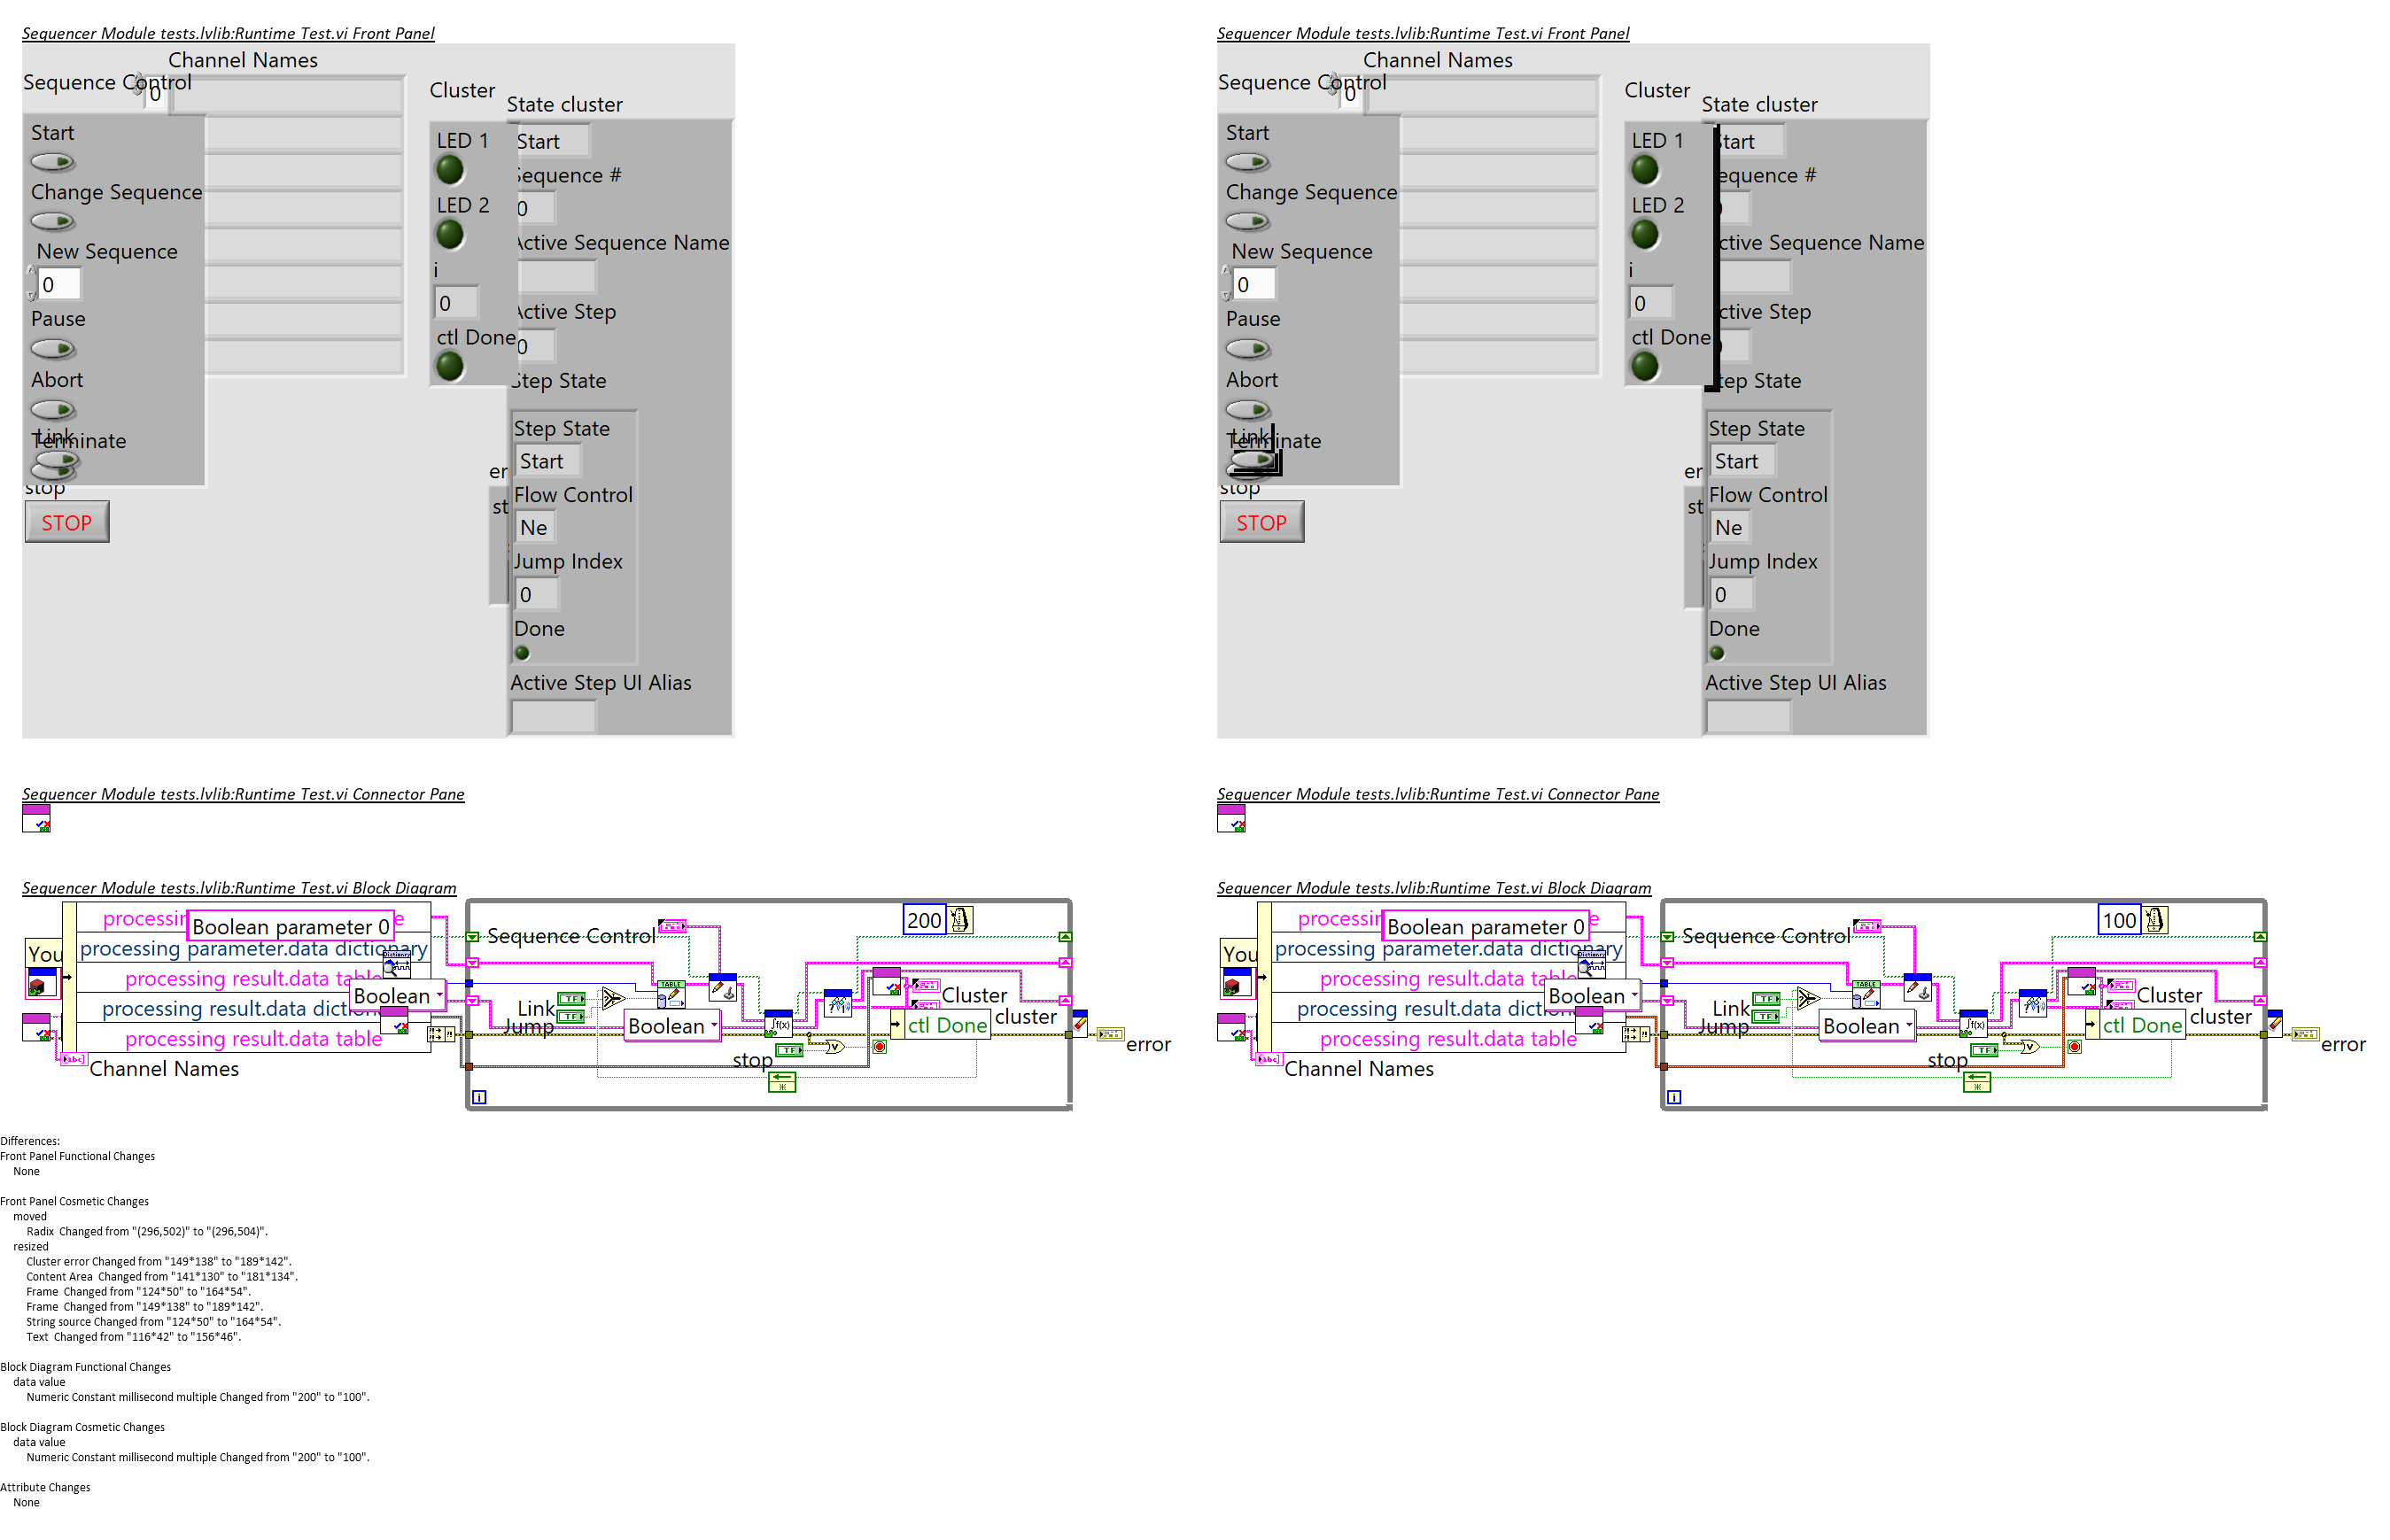 Sequencer Module tests.lvlib:Runtime Test.vi Front Panel
Channel Names
Sequence Control
0
Cluster
State cluster
Start
LED 1
Start
Sequence #
Change Sequence
LED 2
0
New Sequence
Active Sequence Name
i
0
0
Pause
Active Step
ctl Done
0
Abort
Step State
Link
Terminate
Step State
er
Start
stop
Flow Control
st
STOP
Ne
Jump Index
0
Done
Active Step UI Alias
Sequencer Module tests.lvlib:Runtime Test.vi Connector Pane
Sequencer Module tests.lvlib:Runtime Test.vi Block Diagram
processin
Boolean parameter 0
e
200
You
processing parameter.data dictionary
Dictionary
Sequence Control
processing result.data table
Boolean
TABLE
Cluster
processing result.data diction
Link
TF
cluster
Jump
TF
Boolean
f(x)
ctl Done
processing result.data table
stop
TF
V
error
abc
Channel Names
i
Sequencer Module tests.lvlib:Runtime Test.vi Front Panel
Channel Names
Sequence Control
0
Cluster
State cluster
Start
LED 1
Start
equence #
Change Sequence
LED 2
New Sequence
ctive Sequence Name
i
0
0
Pause
ctive Step
ctl Done
Abort
tep State
Link
Terminate
Step State
er
Start
stop
Flow Control
st
STOP
Ne
Jump Index
0
Done
Active Step UI Alias
Sequencer Module tests.lvlib:Runtime Test.vi Connector Pane
Sequencer Module tests.lvlib:Runtime Test.vi Block Diagram
processin
Boolean parameter 0
e
100
You
processing parameter.data dictionary
Dictionary
Sequence Control
processing result.data table
Boolean
TABLE
Cluster
processing result.data diction
Link
TF
cluster
Jump
TF
Boolean
f(x)
ctl Done
processing result.data table
stop
TF
V
error
abc
Channel Names
i
Differences:
Front Panel Functional Changes
None
Front Panel Cosmetic Changes
moved
Radix  Changed from "(296,502)" to "(296,504)".
resized
Cluster error Changed from "149*138" to "189*142".
Content Area  Changed from "141*130" to "181*134".
Frame  Changed from "124*50" to "164*54".
Frame  Changed from "149*138" to "189*142".
String source Changed from "124*50" to "164*54".
Text  Changed from "116*42" to "156*46".
Block Diagram Functional Changes
data value
Numeric Constant millisecond multiple Changed from "200" to "100".
Block Diagram Cosmetic Changes
data value
Numeric Constant millisecond multiple Changed from "200" to "100".
Attribute Changes
None